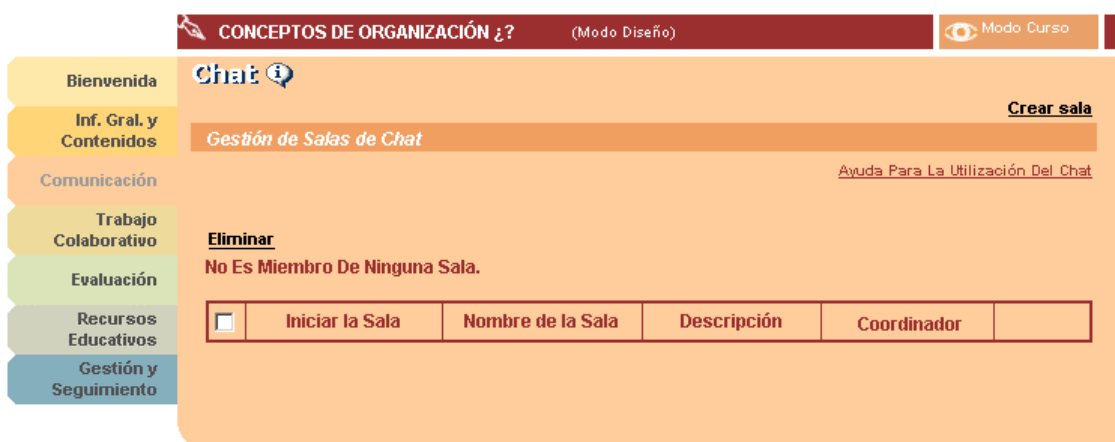 CONCEPTOS DE ORGANIZACIÓN ¿? (Modo Diseño) Modo Curso
Bienvenida
Inf. Gral. y
Contenidos
Comunicación
Trabajo
Colaborativo
Evaluación
Recursos
Educativos
Gestión y
Seguimiento
Chat
Crear sala
Gestión de Salas de Chat
Ayuda Para La Utilización Del Chat
Eliminar
No Es Miembro De Ninguna Sala.
Iniciar la Sala Nombre de la Sala Descripción Coordinador